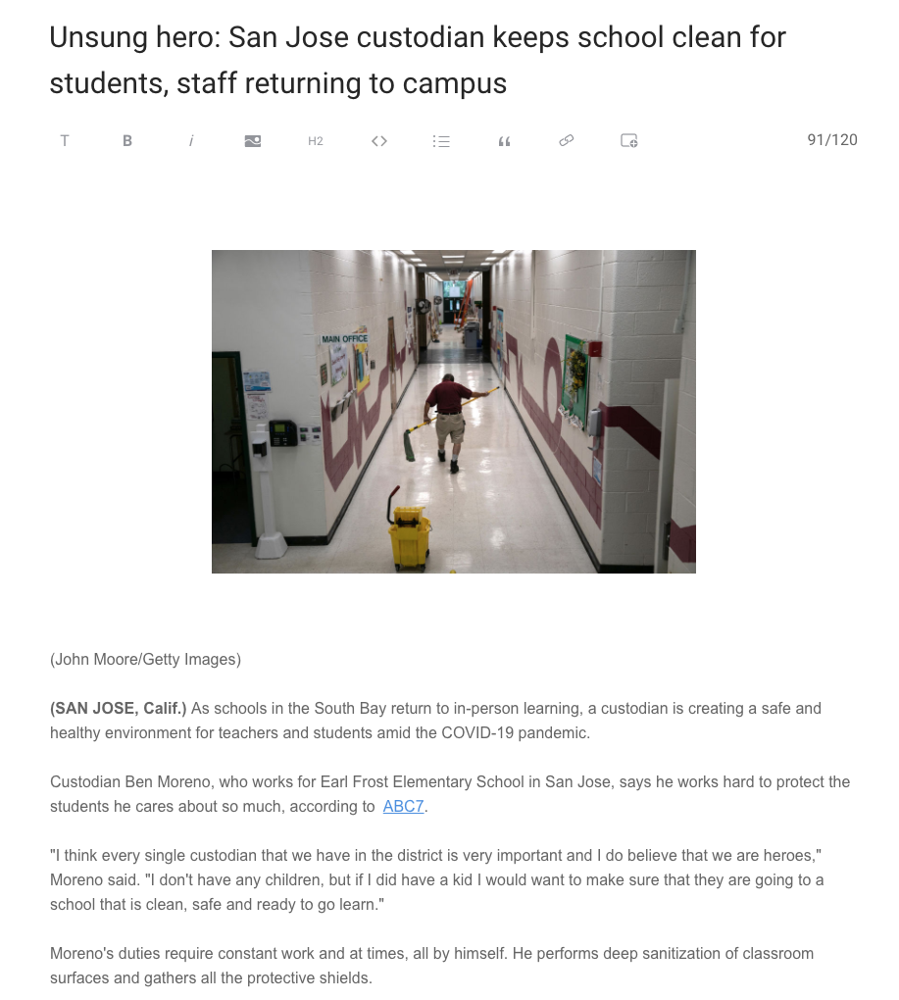 Unsung hero: San Jose custodian keeps school clean for
students, staff returning to campus
T B i H2 <> “ 91/120
MAIN OFFICE
(John Moore/Getty Images)
(SAN JOSE, Calif.) As schools in the South Bay return to in-person learning, a custodian is creating a safe and
healthy environment for teachers and students amid the COVID-19 pandemic.
Custodian Ben Moreno, who works for Earl Frost Elementary School in San Jose, says he works hard to protect the
students he cares about so much, according to ABC7.
"I think every single custodian that we have in the district is very important and I do believe that we are heroes,"
Moreno said. "I don't have any children, but if I did have a kid I would want to make sure that they are going to a
school that is clean, safe and ready to go learn."
Moreno's duties require constant work and at times, all by himself. He performs deep sanitization of classroom
surfaces and gathers all the protective shields.